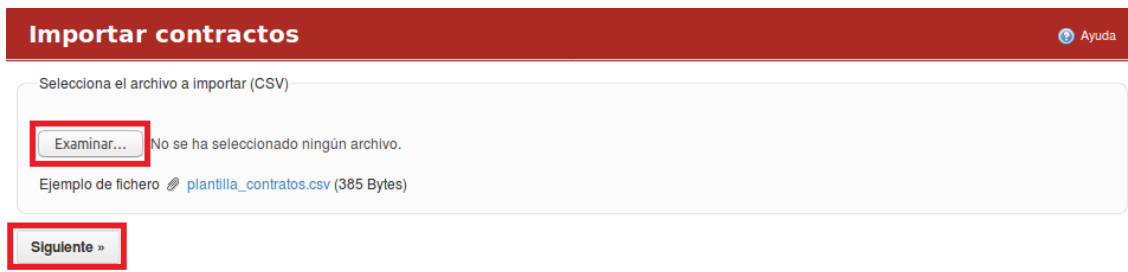 Importar contractos
Ayuda
Selecciona el archivo a importar (CSV)
Examinar... No se ha seleccionado ningún archivo.
Ejemplo de fichero plantilla_contratos.csv (385 Bytes)
Siguiente »